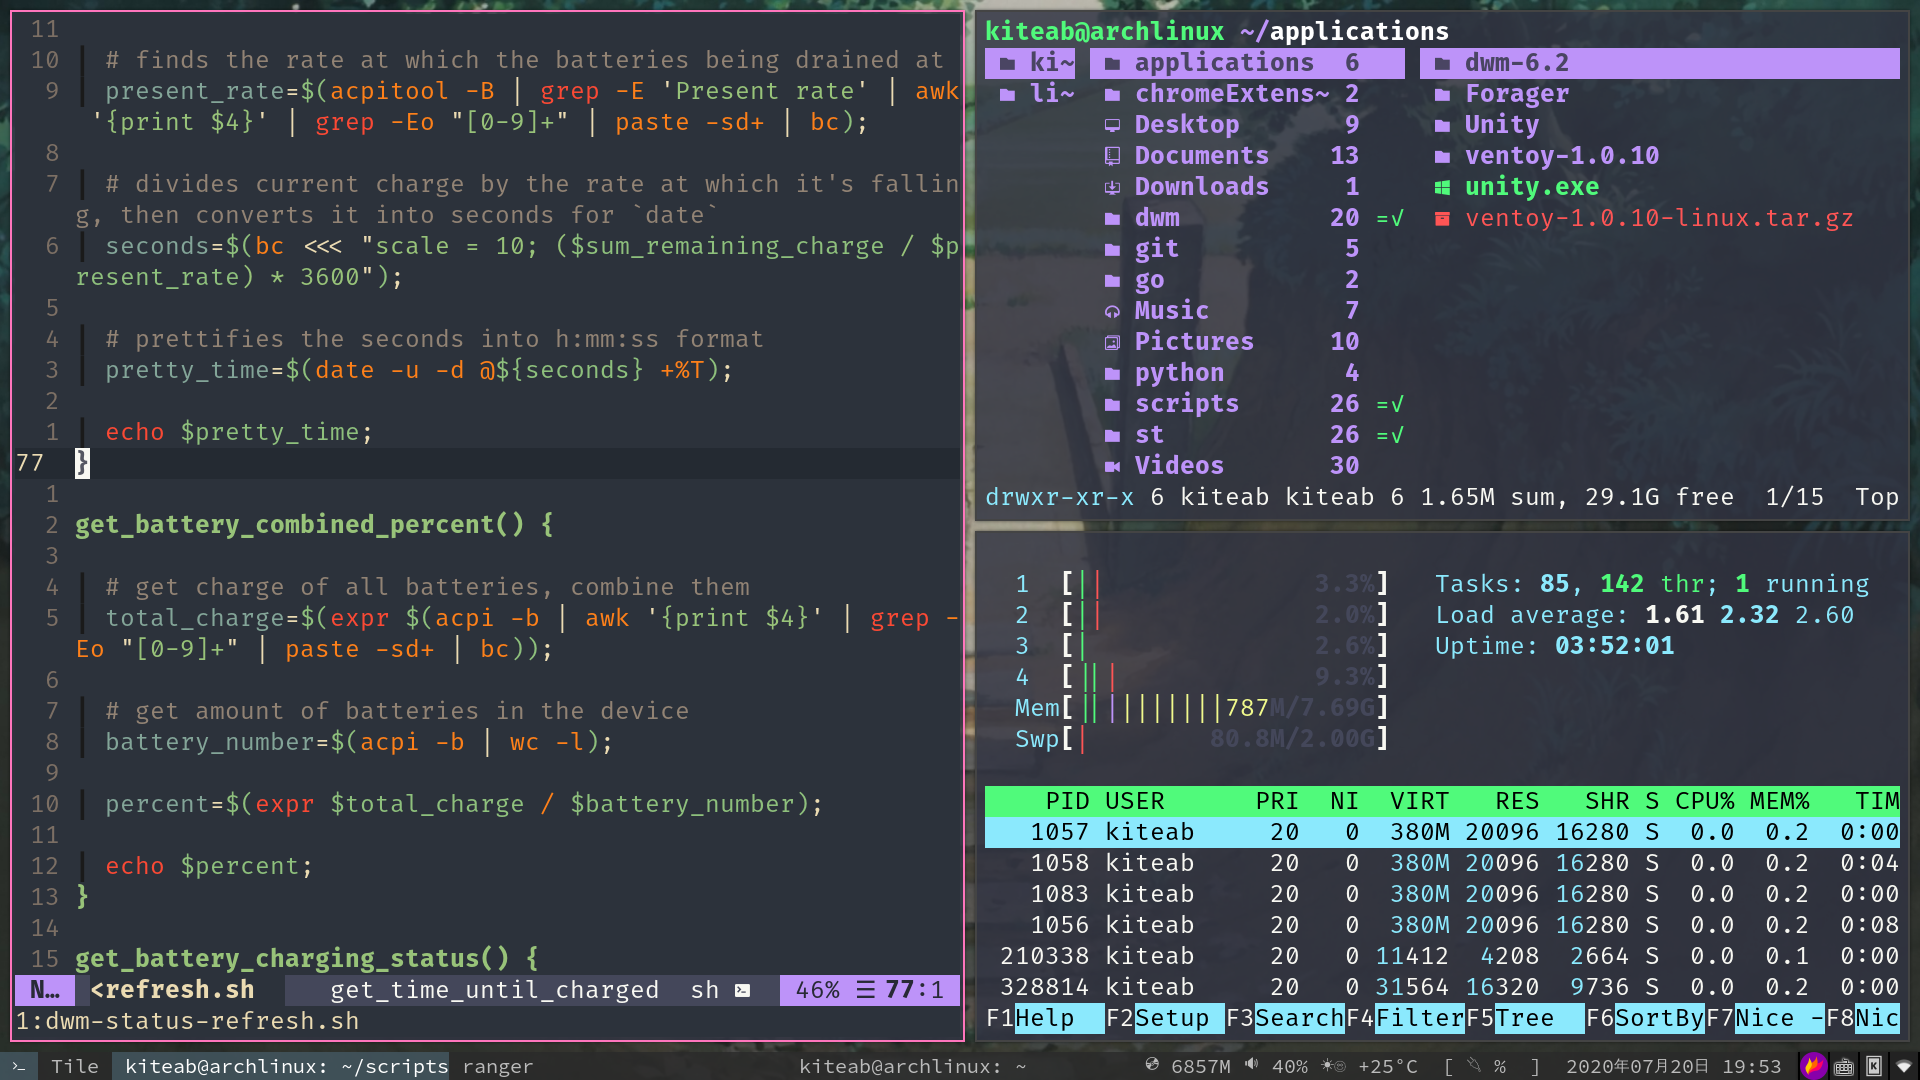 11
10 # finds the rate at which the batteries being drained at
9 present_rate=$(acpitool -B | grep -E 'Present rate' | awk
'{print $4}' | grep -Eo "[0-9]+" | paste -sd+ | bc);
8
7 # divides current charge by the rate at which it's fallin
g, then converts it into seconds for `date`
6 seconds=$(bc <<< "scale = 10; ($sum_remaining_charge / $p
resent_rate) * 3600");
5
4 # prettifies the seconds into h:mm:ss format
3 pretty_time=$(date -u -d @${seconds} +%T);
2
1 echo $pretty_time;
77 }
1
2 get_battery_combined_percent() {
3
4 # get charge of all batteries, combine them
5 total_charge=$(expr $(acpi -b | awk '{print $4}' | grep -
Eo "[0-9]+" | paste -sd+ | bc));
6
7 # get amount of batteries in the device
8 battery_number=$(acpi -b | wc -l);
9
10 percent=$(expr $total_charge / $battery_number);
11
12 echo $percent;
13 }
14
15 get_battery_charging_status() {
N… <refresh.sh get_time_until_charged sh 46% ☰ 77:1
1:dwm-status-refresh.sh
kiteab@archlinux ~/applications
ki~ applications 6 dwm-6.2
li~ chromeExtens~ 2 Forager
Desktop 9 Unity
Documents 13 ventoy-1.0.10
Downloads 1 unity.exe
dwm 20 =√ ventoy-1.0.10-linux.tar.gz
git 5
go 2
Music 7
Pictures 10
python 4
scripts 26 =√
st 26 =√
Videos 30
drwxr-xr-x 6 kiteab kiteab 6 1.65M sum, 29.1G free 1/15 Top
1 [|| 3.3%] Tasks: 85, 142 thr; 1 running
2 [|| 2.0%] Load average: 1.61 2.32 2.60
3 [| 2.6%] Uptime: 03:52:01
4 [||| 9.3%]
Mem[||||||||||787M/7.69G]
Swp[| 80.8M/2.00G]
PID USER PRI NI VIRT RES SHR S CPU% MEM% TIM
1057 kiteab 20 0 380M 20096 16280 S 0.0 0.2 0:00
1058 kiteab 20 0 380M 20096 16280 S 0.0 0.2 0:04
1083 kiteab 20 0 380M 20096 16280 S 0.0 0.2 0:00
1056 kiteab 20 0 380M 20096 16280 S 0.0 0.2 0:08
210338 kiteab 20 0 11412 4208 2664 S 0.0 0.1 0:00
328814 kiteab 20 0 31564 16320 9736 S 0.0 0.2 0:00
F1Help F2Setup F3SearchF4FilterF5Tree F6SortByF7Nice -F8Nic
Tile kiteab@archlinux: ~/scripts ranger kiteab@archlinux: ~ 6857M 40% +25°C [ % ] 2020年07月20日 19:53